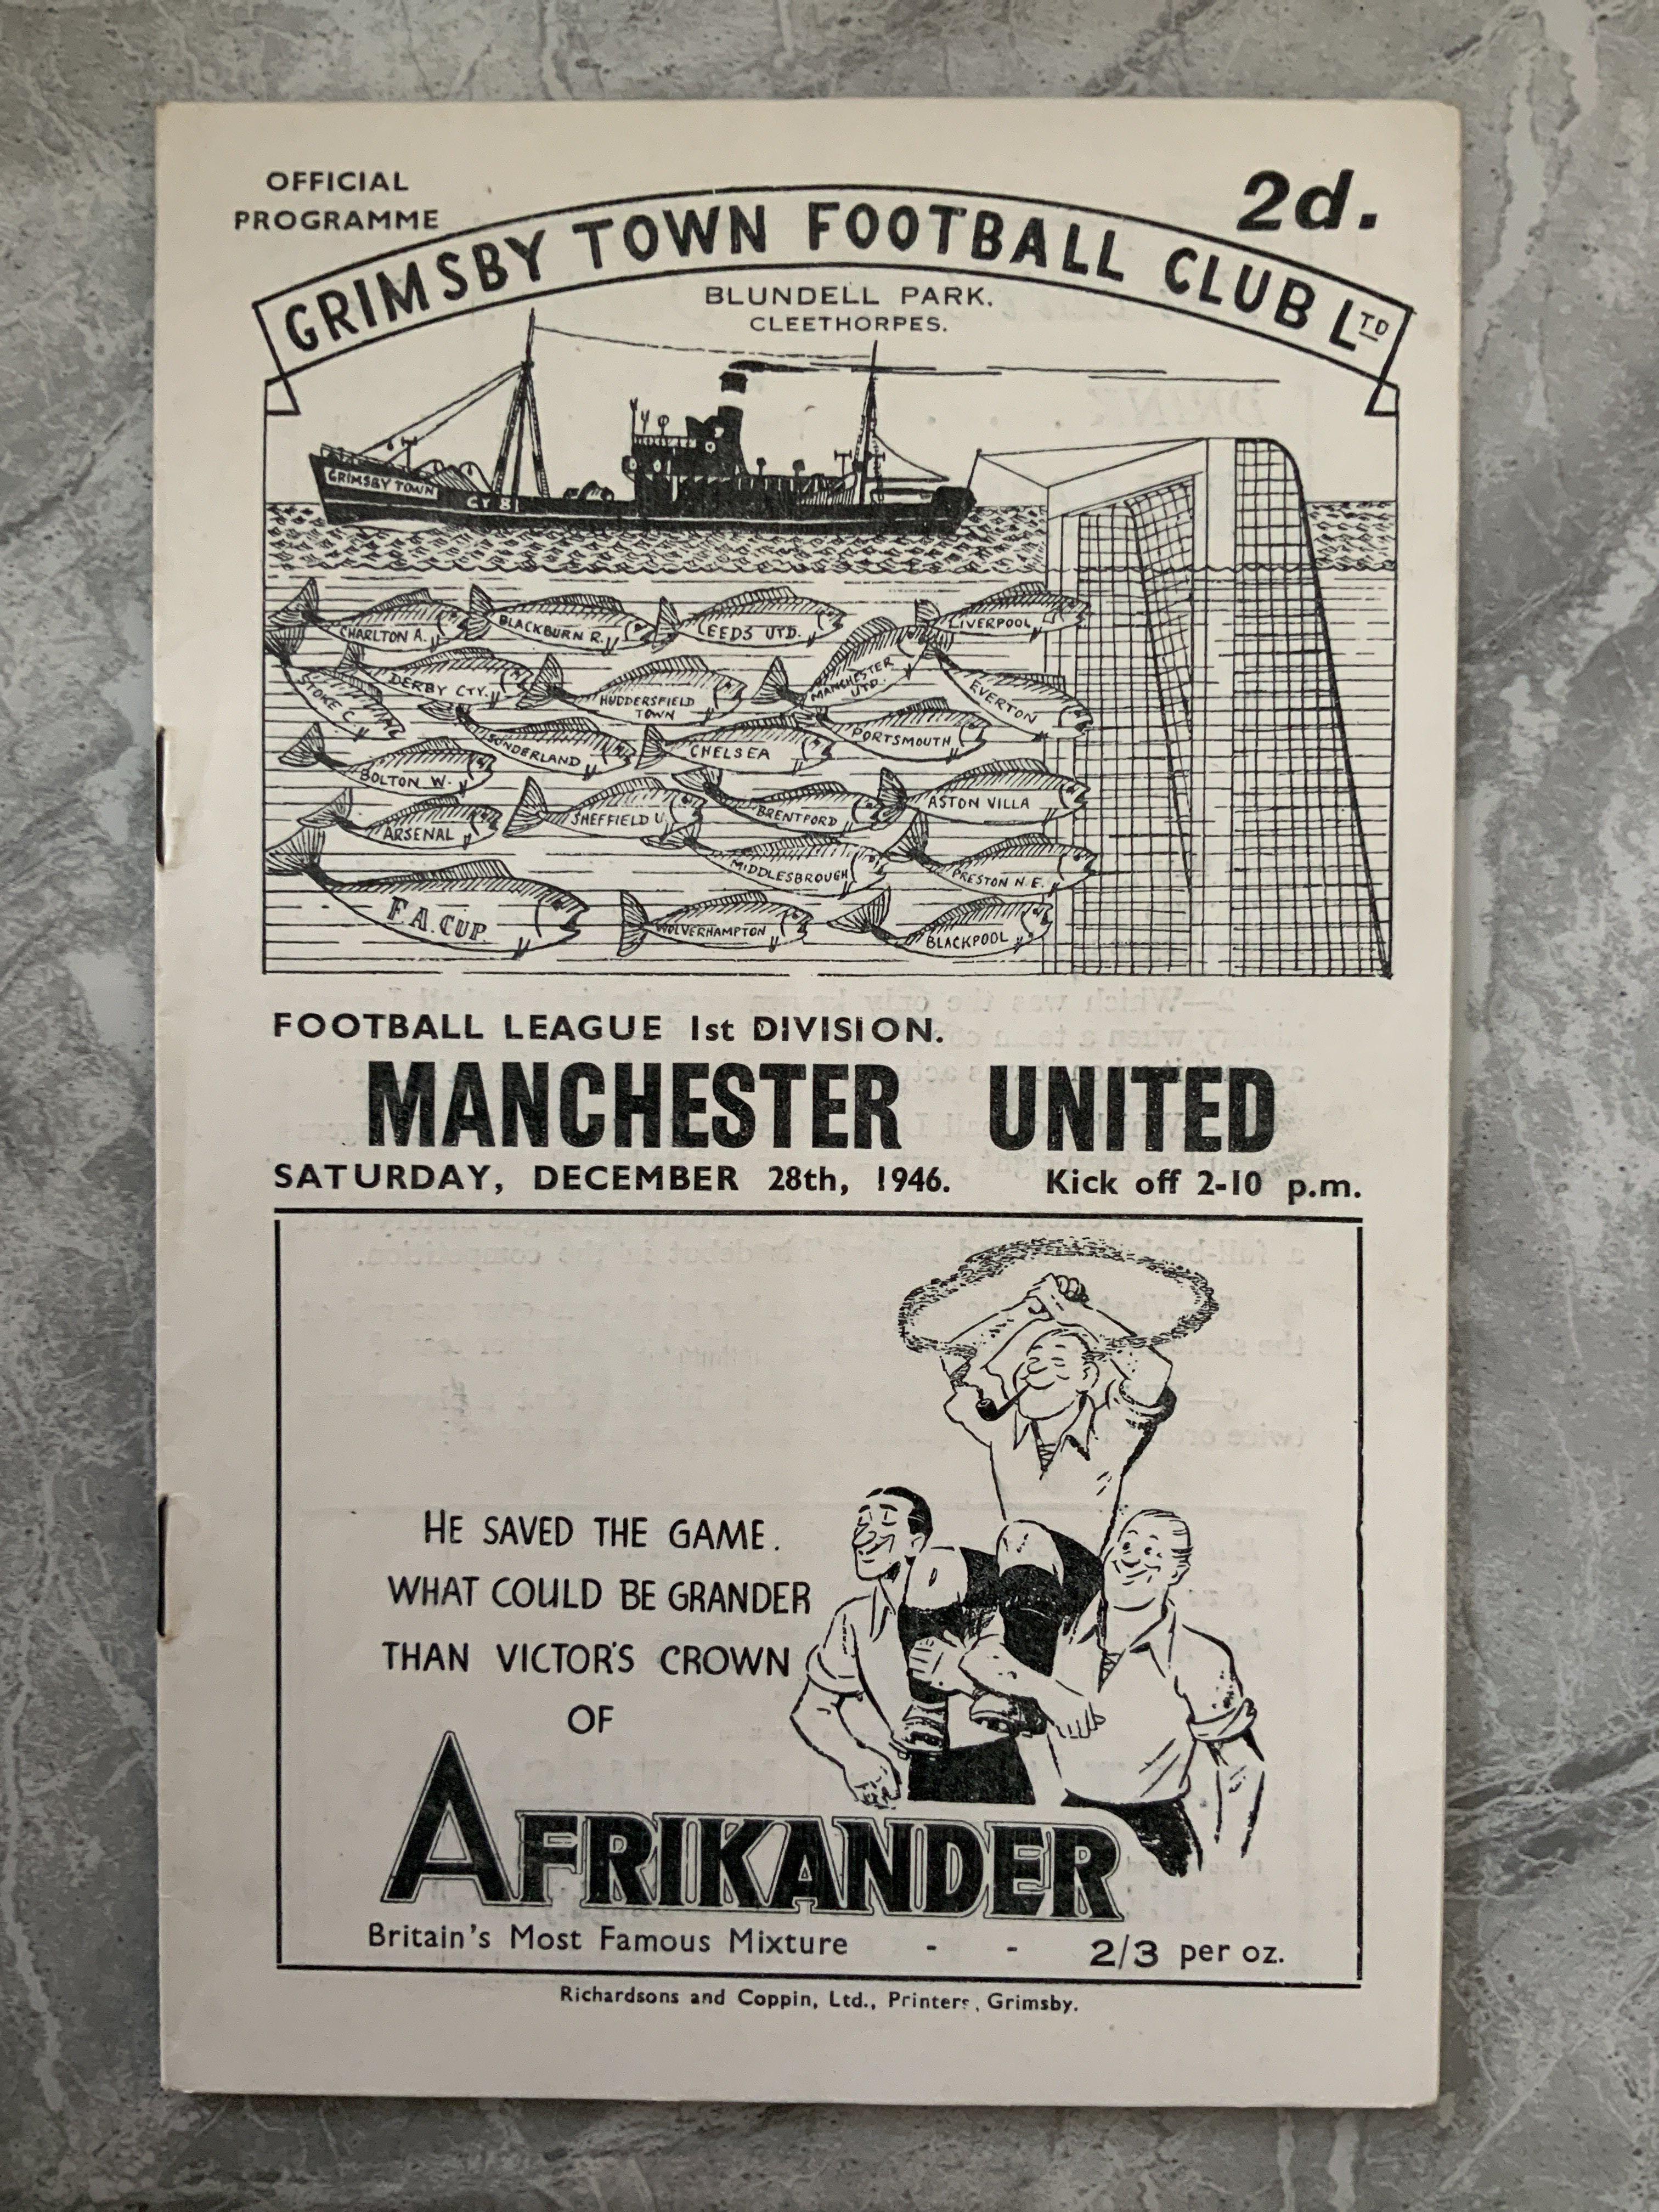 OFFICIAL
PROGRAMME
2d.
GRIMSBY TOWN FOOTBALL CLUB LTD
BLUNDELL PARK.
CLEETHORPES.
GRIMSBY TOWN
GY 81
CHARLTON A.
BLACKBURN R.
LEEDS UTD.
LIVERPOOL
STOKE C.
DERBY CTY.
HUDDERSFIELD
TOWN
MANCHESTER
UTD.
EVERTON
SUNDERLAND
CHELSEA
PORTSMOUTH
BOLTON W.
ARSENAL
SHEFFIELD U.
BRENTFORD
ASTON VILLA
MIDDLESBROUGH
PRESTON N.E.
F.A. CUP.
WOLVERHAMPTON
BLACKPOOL
FOOTBALL LEAGUE 1st DIVISION.
MANCHESTER UNITED
SATURDAY, DECEMBER 28th, 1946. Kick off 2-10 p.m.
HE SAVED THE GAME.
WHAT COULD BE GRANDER
THAN VICTOR'S CROWN
OF
AFRIKANDER
Britain's Most Famous Mixture - - 2/3 per oz.
Richardsons and Coppin, Ltd., Printers, Grimsby.